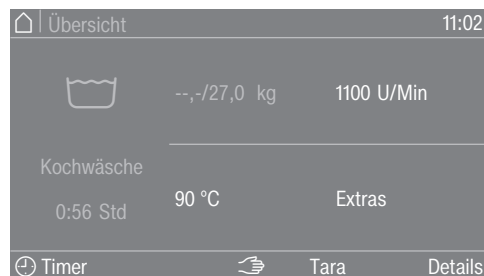 Übersicht 11:02
--,-/27,0 kg 1100 U/Min
Kochwäsche
0:56 Std
90 °C Extras
Timer Tara Details